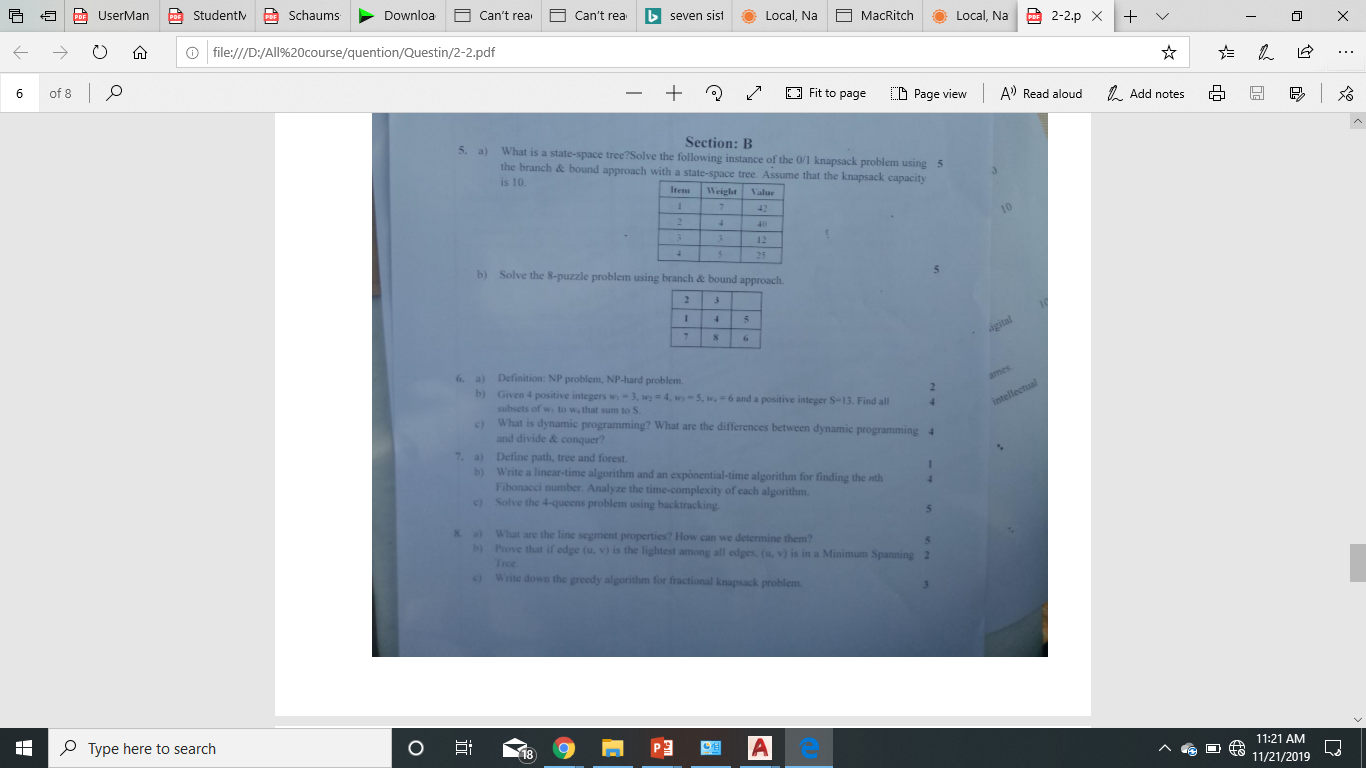 UserMan
StudentM
Schaums
Downloa
Can't rea
Can't rea
seven sist
Local, Na
MacRitch
Local, Na
2-2.p
file:///D:/All%20course/quention/Questin/2-2.pdf
6 of 8
Fit to page
Page view
Read aloud
Add notes
Section: B
5. a) What is a state-space tree?Solve the following instance of the 0/1 knapsack problem using 5
the branch & bound approach with a state-space tree. Assume that the knapsack capacity
is 10.
Item Weight Value
1 7 42
2 4 40
3 3 12
4 5 25
b) Solve the 8-puzzle problem using branch & bound approach. 5
2 3
1 4 5
7 8 6
6. a) Definition: NP problem, NP-hard problem. 2
b) Given 4 positive integers w₁ = 3, w₂ = 4, w₃ = 5, w₄ = 6 and a positive integer S=13. Find all 4
subsets of w₁ to w₄ that sum to S.
c) What is dynamic programming? What are the differences between dynamic programming 4
and divide & conquer?
7. a) Define path, tree and forest. 1
b) Write a linear-time algorithm and an exponential-time algorithm for finding the nth 4
Fibonacci number. Analyze the time-complexity of each algorithm.
c) Solve the 4-queens problem using backtracking. 5
8. a) What are the line segment properties? How can we determine them? 5
b) Prove that if edge (u, v) is the lightest among all edges, (u, v) is in a Minimum Spanning 2
Tree.
c) Write down the greedy algorithm for fractional knapsack problem. 3
10
10
igital
ames
intellectual
Type here to search
18
11:21 AM
11/21/2019